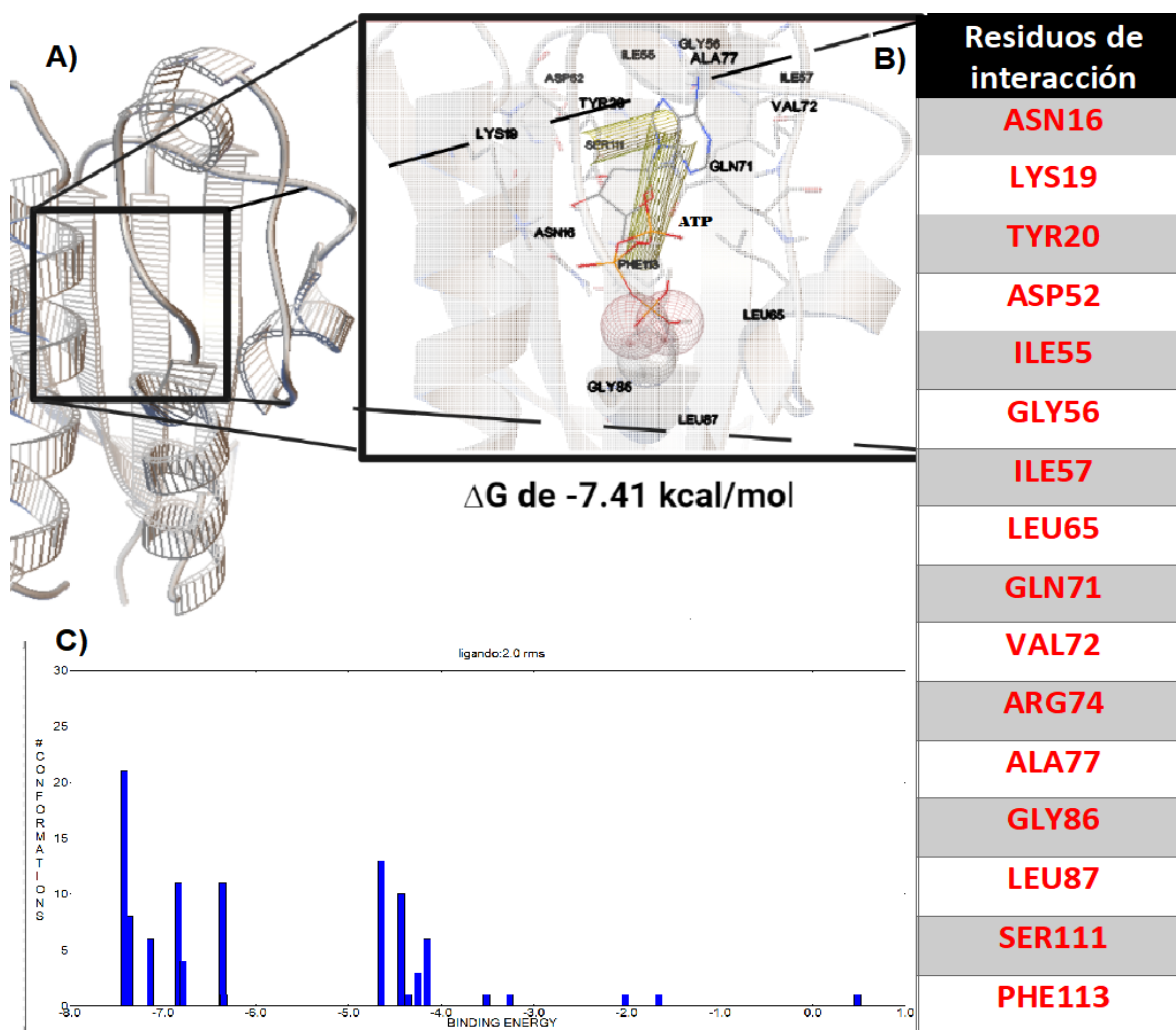 A)
B)
ILE55
GLY56
ALA77
ASP52
ILE57
TYR20
VAL72
LYS19
SER111
GLN71
ASN16
ATP
PHE113
LEU65
GLY86
LEU87
ΔG de -7.41 kcal/mol
Residuos de
interacción
ASN16
LYS19
TYR20
ASP52
ILE55
GLY56
ILE57
LEU65
GLN71
VAL72
ARG74
ALA77
GLY86
LEU87
SER111
PHE113
C)
ligando:2.0 rms
30
25
20
15
10
5
0
#CONFORMATIONS
-8.0 -7.0 -6.0 -5.0 -4.0 -3.0 -2.0 -1.0 0.0 1.0
BINDING ENERGY